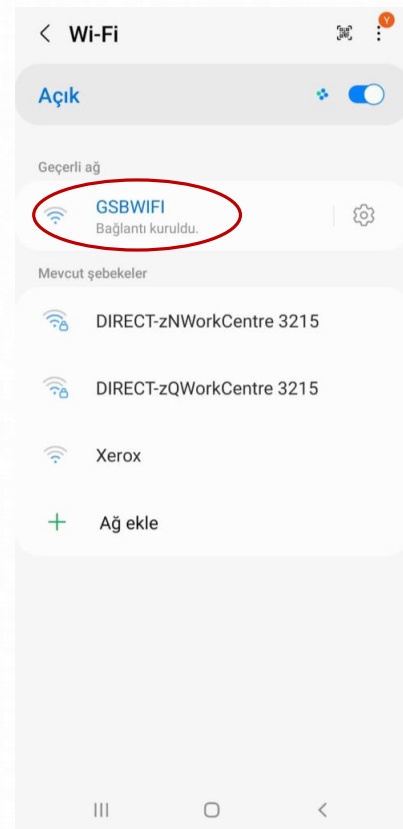 Wi-Fi
Y
Açık
Geçerli ağ
GSBWIFI
Bağlantı kuruldu.
Mevcut şebekeler
DIRECT-zNWorkCentre 3215
DIRECT-zQWorkCentre 3215
Xerox
Ağ ekle